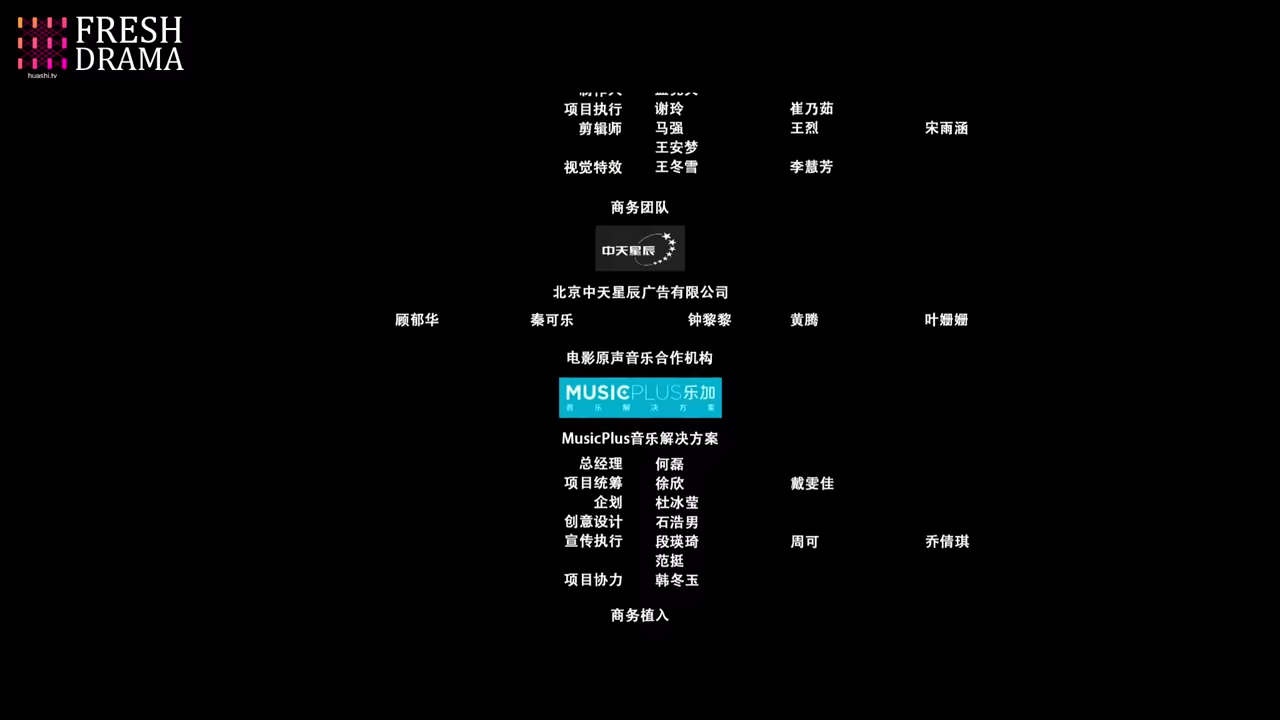 FRESH
DRAMA
huashi.tv
项目执行 谢玲 崔乃茹
剪辑师 马强 王烈 宋雨涵
王安梦
视觉特效 王冬雪 李慧芳
商务团队
中天星辰
北京中天星辰广告有限公司
顾郁华 秦可乐 钟黎黎 黄腾 叶姗姗
电影原声音乐合作机构
MUSICPLUS乐加
音乐解决方案
MusicPlus音乐解决方案
总经理 何磊
项目统筹 徐欣 戴雯佳
企划 杜冰莹
创意设计 石浩男
宣传执行 段瑛琦 周可 乔倩琪
范挺
项目协力 韩冬玉
商务植入